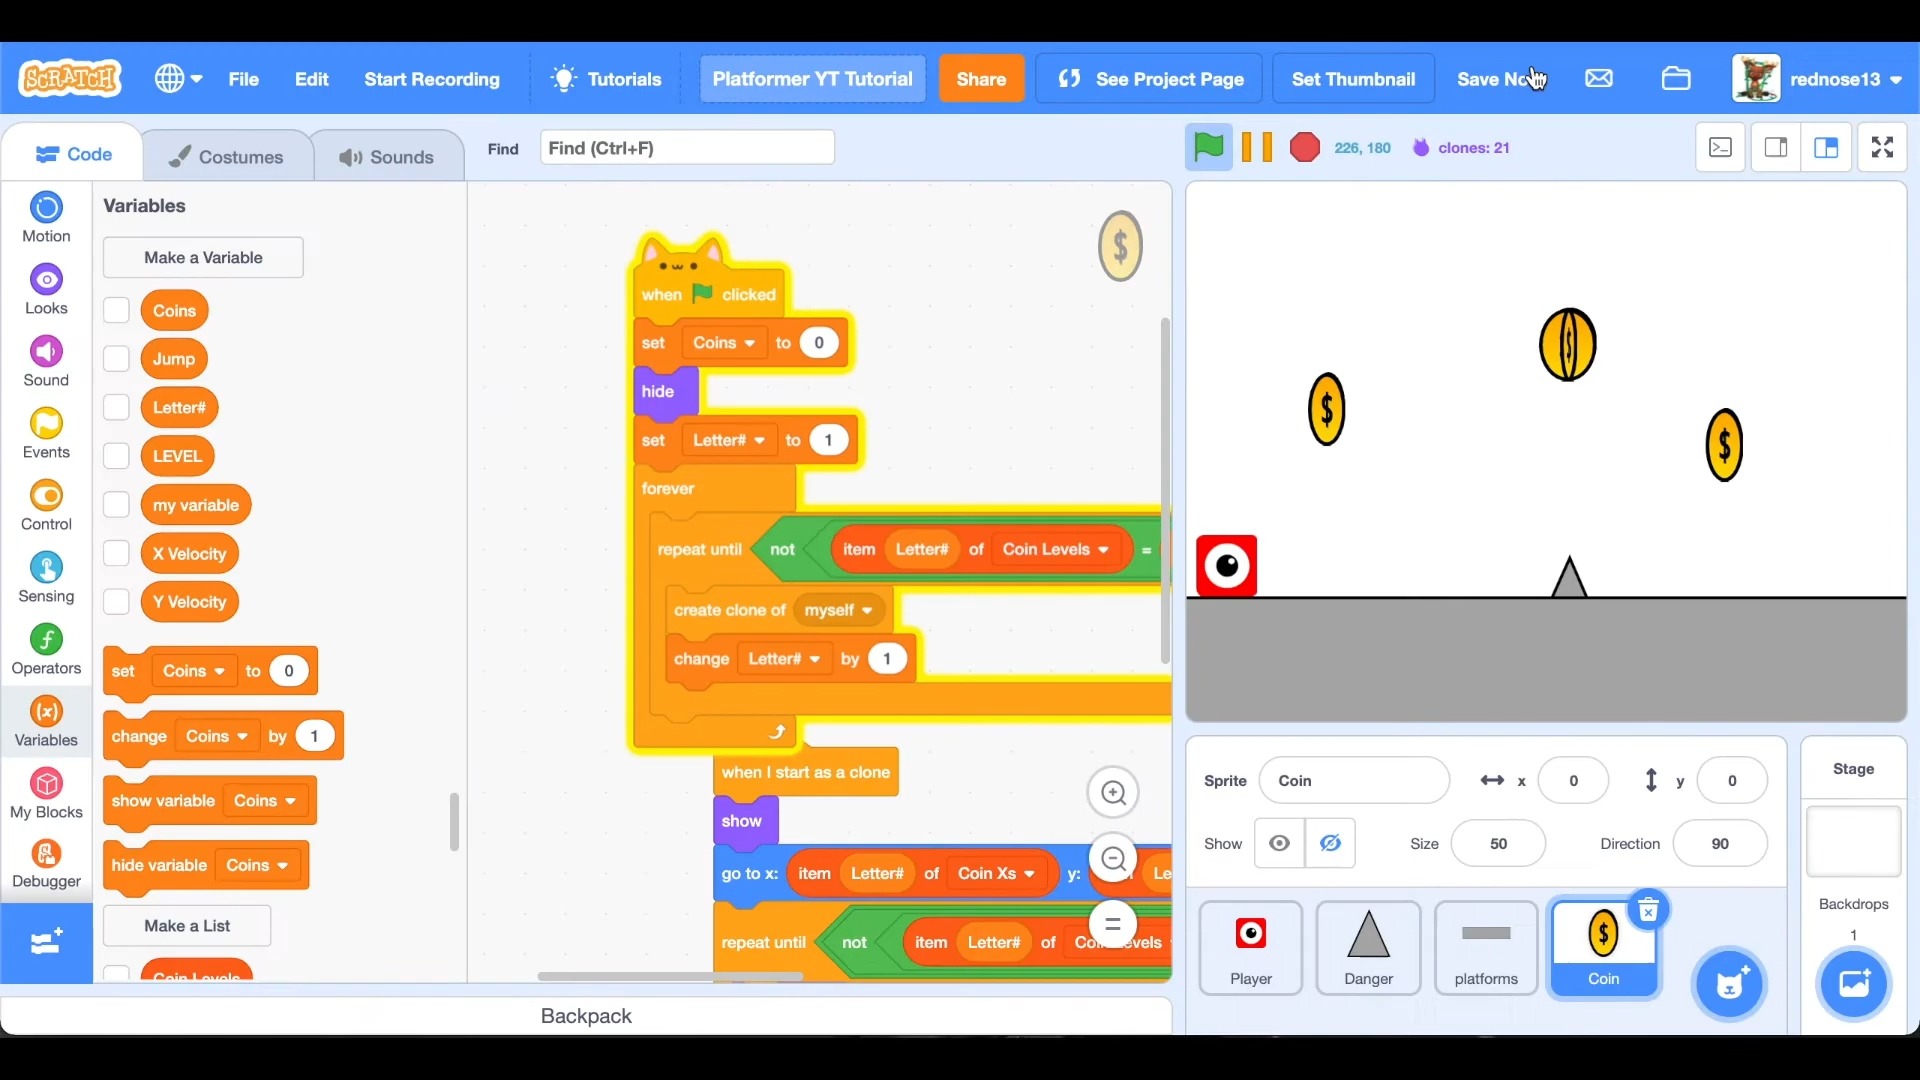 SCRATCH File Edit Start Recording Tutorials Platformer YT Tutorial Share See Project Page Set Thumbnail Save Now rednose13
Code Costumes Sounds Find Find (Ctrl+F) 226, 180 clones: 21
Motion
Looks
Sound
Events
Control
Sensing
Operators
Variables
My Blocks
Debugger
Variables
Make a Variable
Coins
Jump
Letter#
LEVEL
my variable
X Velocity
Y Velocity
set Coins to 0
change Coins by 1
show variable Coins
hide variable Coins
Make a List
Coin Levels
when clicked
set Coins to 0
hide
set Letter# to 1
forever
repeat until not item Letter# of Coin Levels =
create clone of myself
change Letter# by 1
when I start as a clone
show
go to x: item Letter# of Coin Xs y: Le
repeat until not item Letter# of
Backpack
$
$
$
$
Sprite Coin x 0 y 0
Show Size 50 Direction 90
Player
Danger
platforms
$
Coin
Stage
Backdrops
1